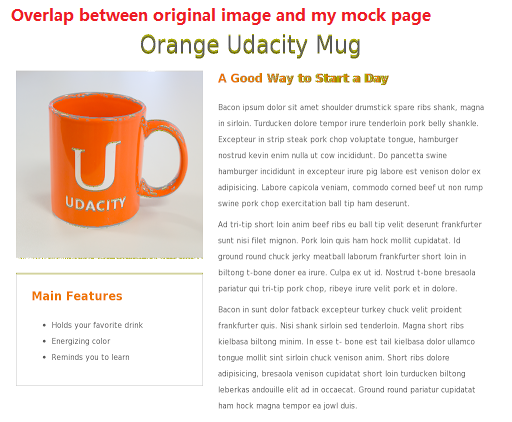 Overlap between original image and my mock page
Orange Udacity Mug
U
UDACITY
A Good Way to Start a Day
Bacon ipsum dolor sit amet shoulder drumstick spare ribs shank, magna
in sirloin. Turducken dolore tempor irure tenderloin pork belly shankle.
Excepteur in strip steak pork chop voluptate tongue, hamburger
nostrud kevin enim nulla ut cow incididunt. Do pancetta swine
hamburger incididunt in excepteur irure pig labore est venison dolor ex
adipisicing. Labore capicola veniam, commodo corned beef ut non rump
swine pork chop exercitation ball tip ham deserunt.
Ad tri-tip short loin anim beef ribs eu ball tip velit deserunt frankfurter
sunt nisi filet mignon. Pork loin quis ham hock mollit cupidatat. Id
ground round chuck jerky meatball laborum frankfurter short loin in
biltong t-bone doner ea irure. Culpa ex ut id. Nostrud t-bone bresaola
pariatur qui tri-tip pork chop, ribeye irure velit pork et in dolore.
Bacon in sunt dolor fatback excepteur turkey chuck velit proident
frankfurter quis. Nisi shank sirloin sed tenderloin. Magna short ribs
kielbasa biltong minim. In esse t- bone est tail kielbasa dolor ullamco
tongue mollit sint sirloin chuck venison anim. Short ribs dolore
adipisicing, bresaola venison cupidatat short loin turducken biltong
leberkas andouille elit ad in occaecat. Ground round pariatur cupidatat
ham hock magna tempor ea jowl duis.
Main Features
• Holds your favorite drink
• Energizing color
• Reminds you to learn